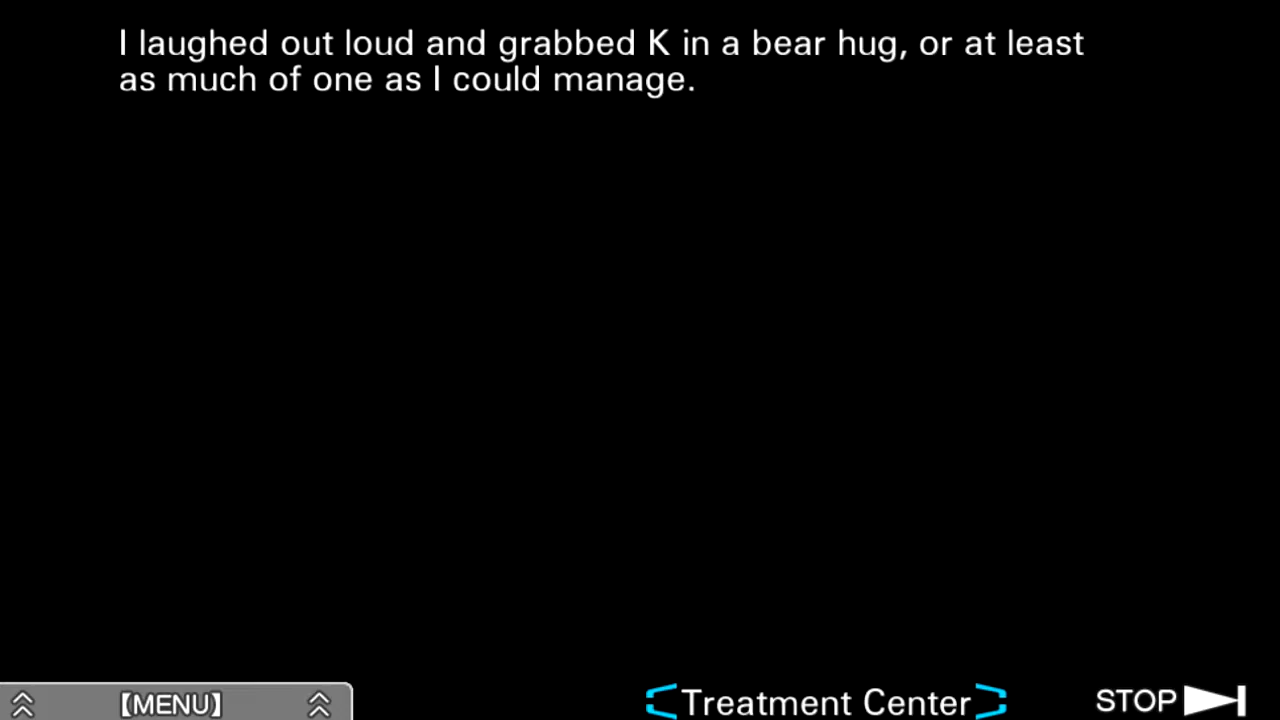 I laughed out loud and grabbed K in a bear hug, or at least
as much of one as I could manage.
【MENU】
Treatment Center
STOP